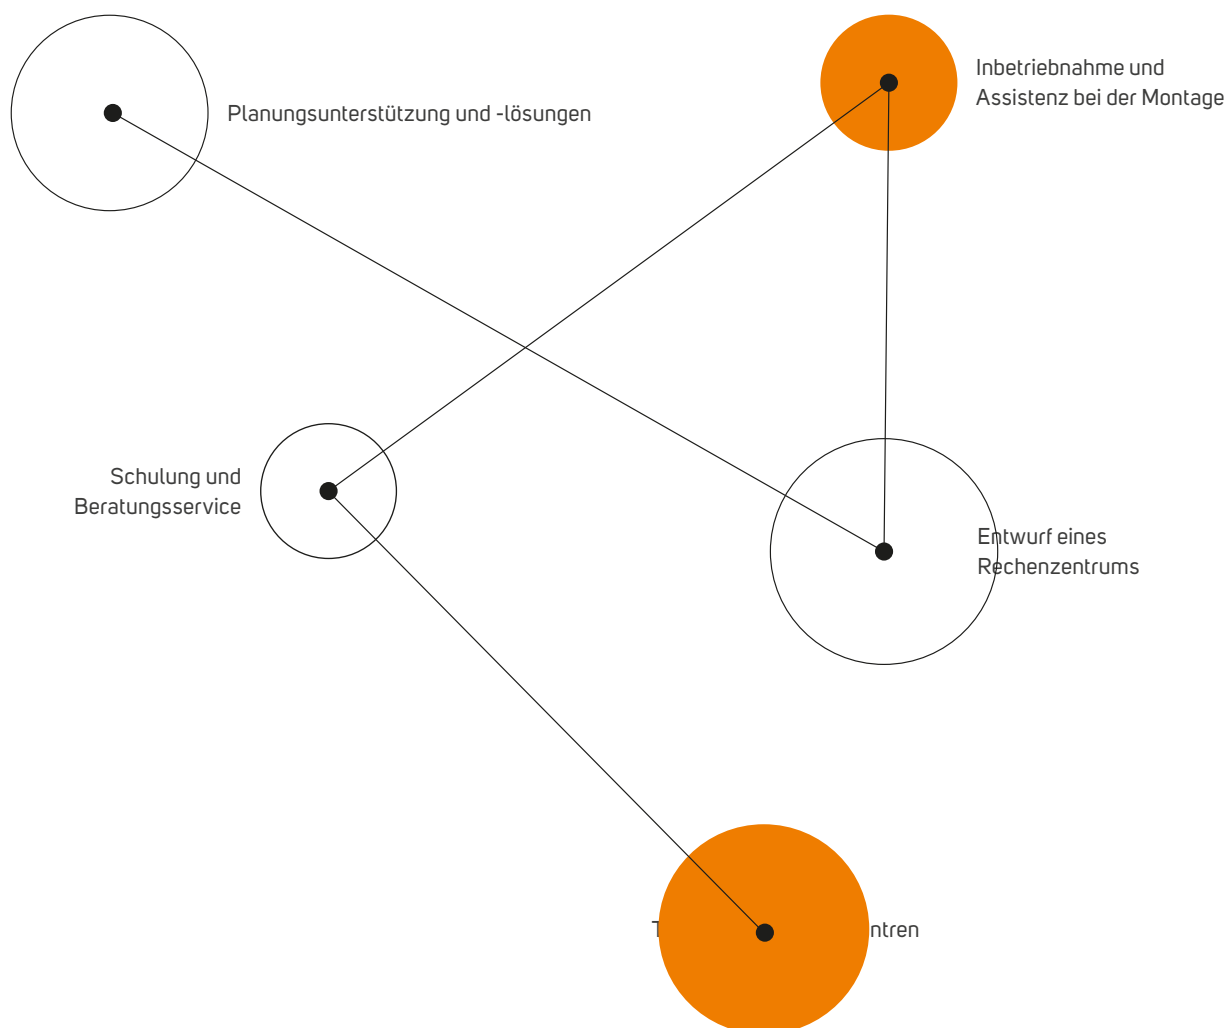 Inbetriebnahme und
Assistenz bei der Montage
Planungsunterstützung und -lösungen
Schulung und
Beratungsservice
Entwurf eines
Rechenzentrums